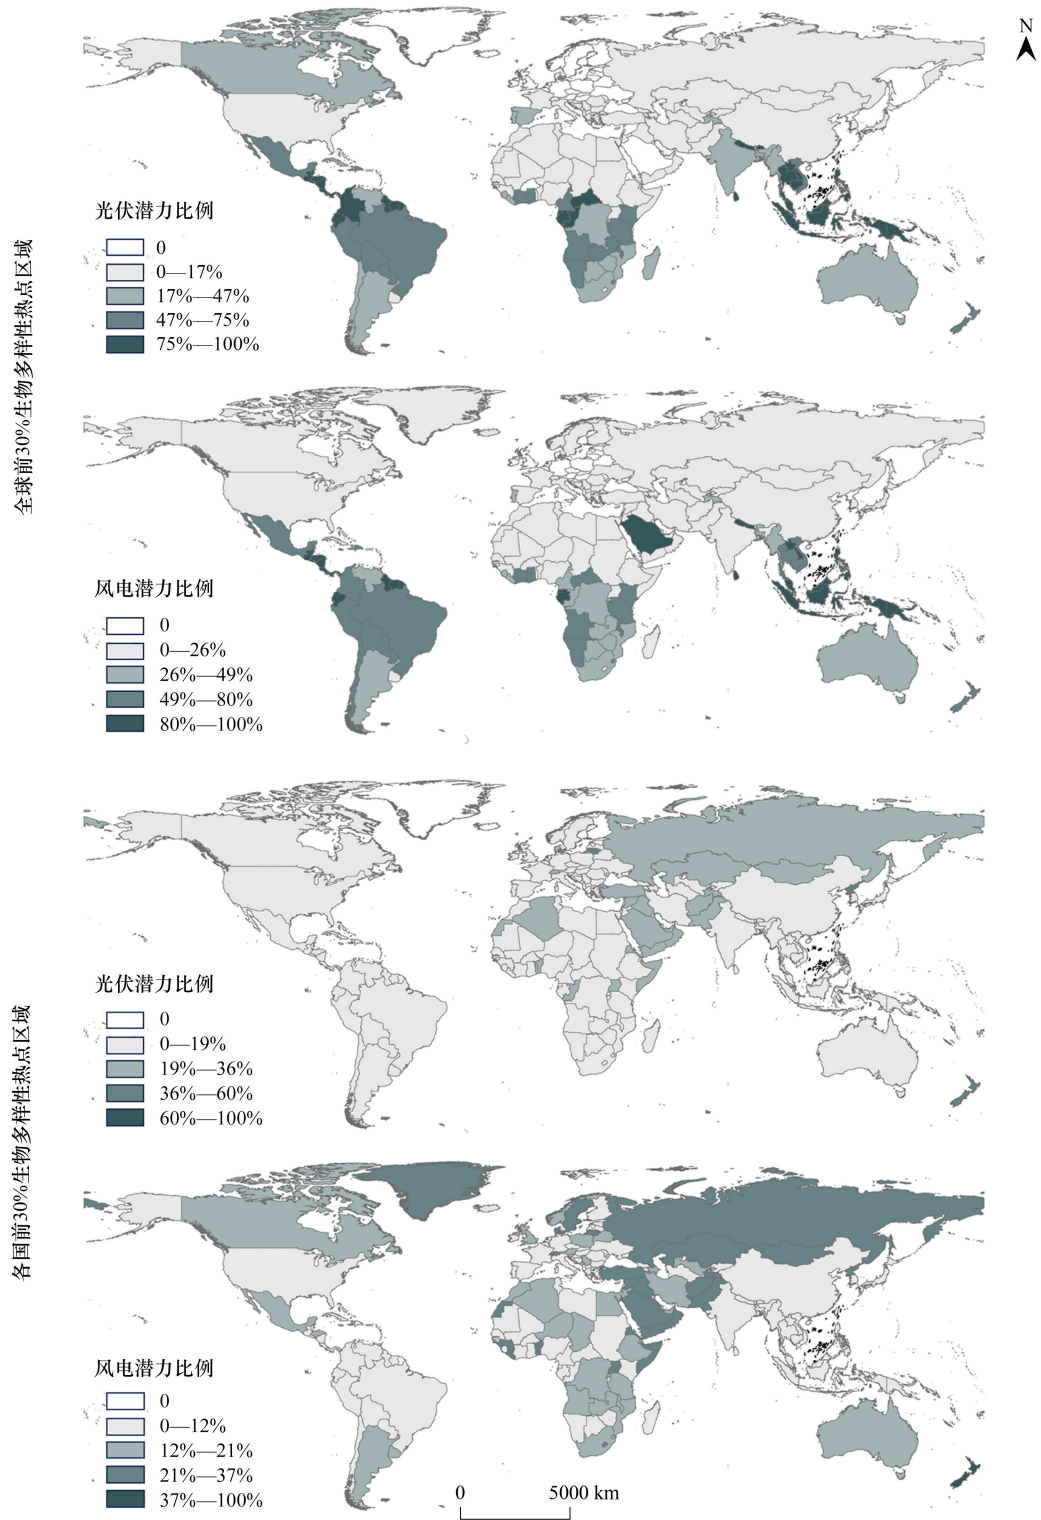 N
全球前30%生物多样性热点区域
光伏潜力比例
0
0—17%
17%—47%
47%—75%
75%—100%
风电潜力比例
0
0—26%
26%—49%
49%—80%
80%—100%
各国前30%生物多样性热点区域
光伏潜力比例
0
0—19%
19%—36%
36%—60%
60%—100%
风电潜力比例
0
0—12%
12%—21%
21%—37%
37%—100%
0 5000 km